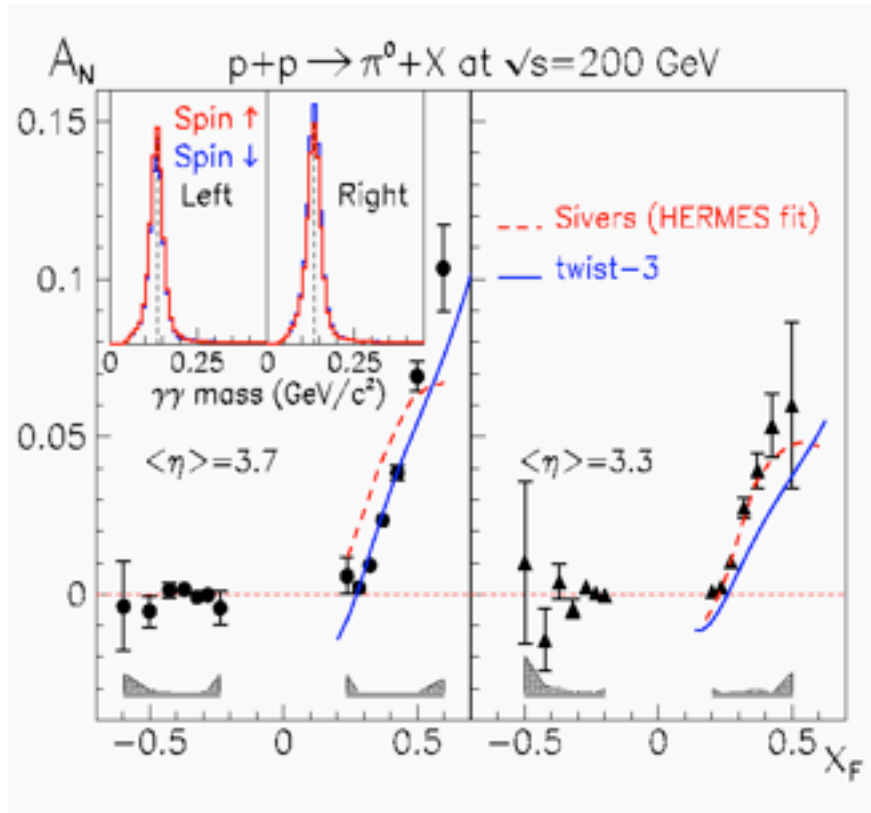 A_N
p+p → π⁰+X at √s=200 GeV
0.15
0.1
0.05
0
Spin ↑
Spin ↓
Left
Right
0 0.25 0 0.25
γγ mass (GeV/c²)
<η>=3.7
Sivers (HERMES fit)
twist-3
<η>=3.3
-0.5 0 0.5 -0.5 0 0.5
X_F